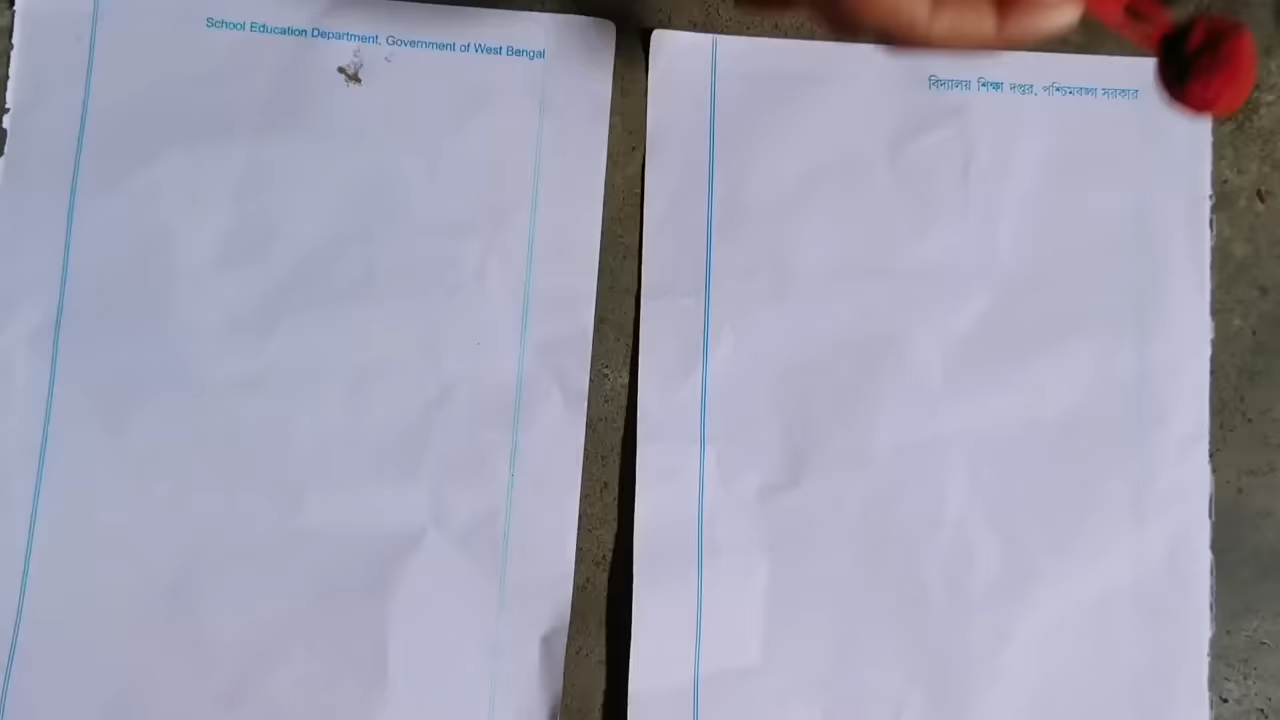 School Education Department, Government of West Bengal
বিদ্যালয় শিক্ষা দপ্তর, পশ্চিমবঙ্গ সরকার